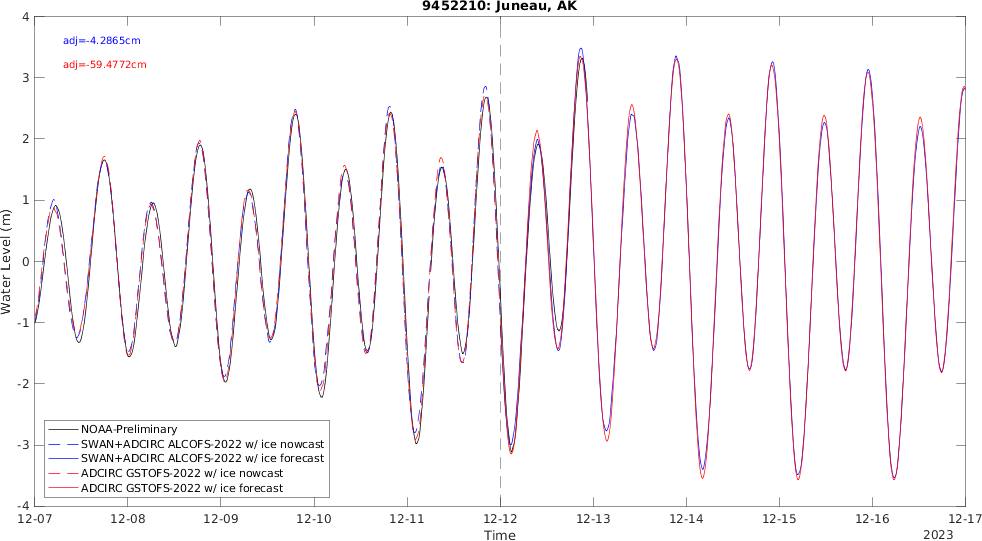 9452210: Juneau, AK
adj=-4.2865cm
adj=-59.4772cm
4
3
2
1
0
-1
-2
-3
-4
Water Level (m)
NOAA-Preliminary
SWAN+ADCIRC ALCOFS-2022 w/ ice nowcast
SWAN+ADCIRC ALCOFS-2022 w/ ice forecast
ADCIRC GSTOFS-2022 w/ ice nowcast
ADCIRC GSTOFS-2022 w/ ice forecast
12-07 12-08 12-09 12-10 12-11 12-12 12-13 12-14 12-15 12-16 12-17
Time
2023